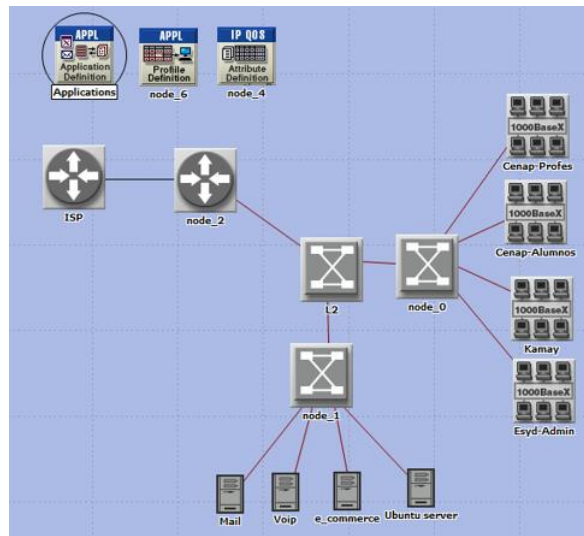 APPL
Application
Definition
Applications
APPL
Profile
Definition
node_6
IP QOS
Attribute
Definition
node_4
ISP
node_2
L2
node_0
node_1
1000BaseX
Cenap-Profes
1000BaseX
Cenap-Alumnos
1000BaseX
Kamay
1000BaseX
Esyd-Admin
Mail
Voip
e_commerce
Ubuntu server